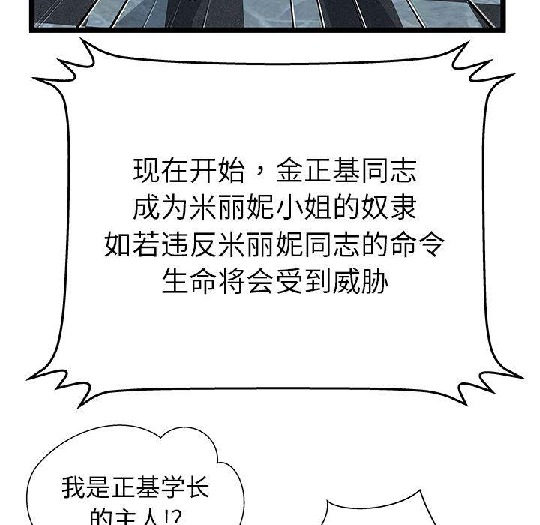 现在开始，金正基同志
成为米丽妮小姐的奴隶
如若违反米丽妮同志的命令
生命将会受到威胁
我是正基学长
的主人!?